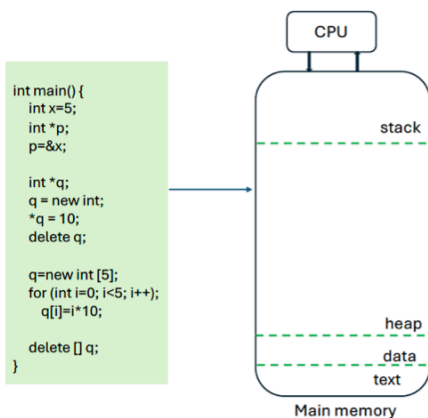 CPU
int main() {
int x=5;
int *p;
p=&x;
int *q;
q = new int;
*q = 10;
delete q;
q=new int [5];
for (int i=0; i<5; i++);
q[i]=i*10;
delete [] q;
}
stack
heap
data
text
Main memory